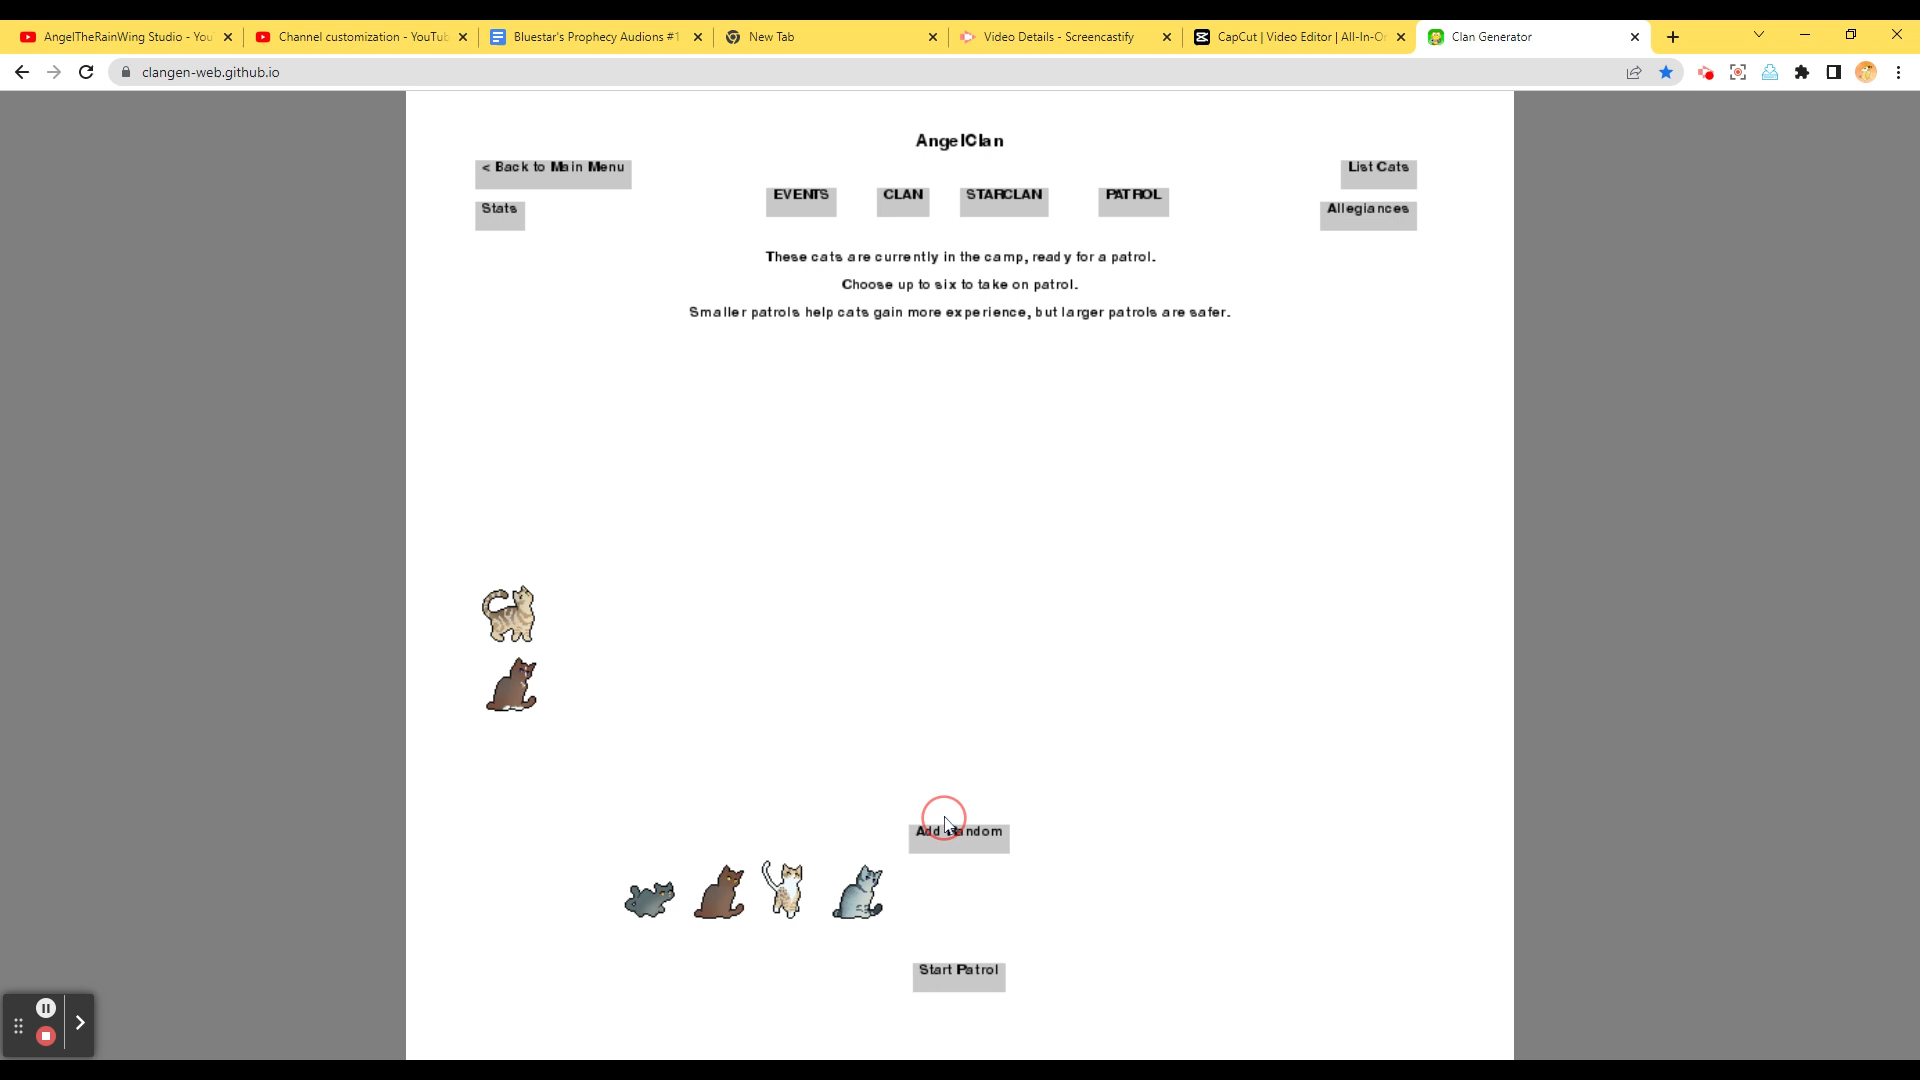 AngelTheRainWing Studio - You
Channel customization - YouTub
Bluestar's Prophecy Audions #1
New Tab
Video Details - Screencastify
CapCut | Video Editor | All-In-O
Clan Generator
clangen-web.github.io
AngelClan
< Back to Main Menu
List Cats
EVENTS
CLAN
STARCLAN
PATROL
Stats
Allegiances
These cats are currently in the camp, ready for a patrol.
Choose up to six to take on patrol.
Smaller patrols help cats gain more experience, but larger patrols are safer.
Add Random
Start Patrol